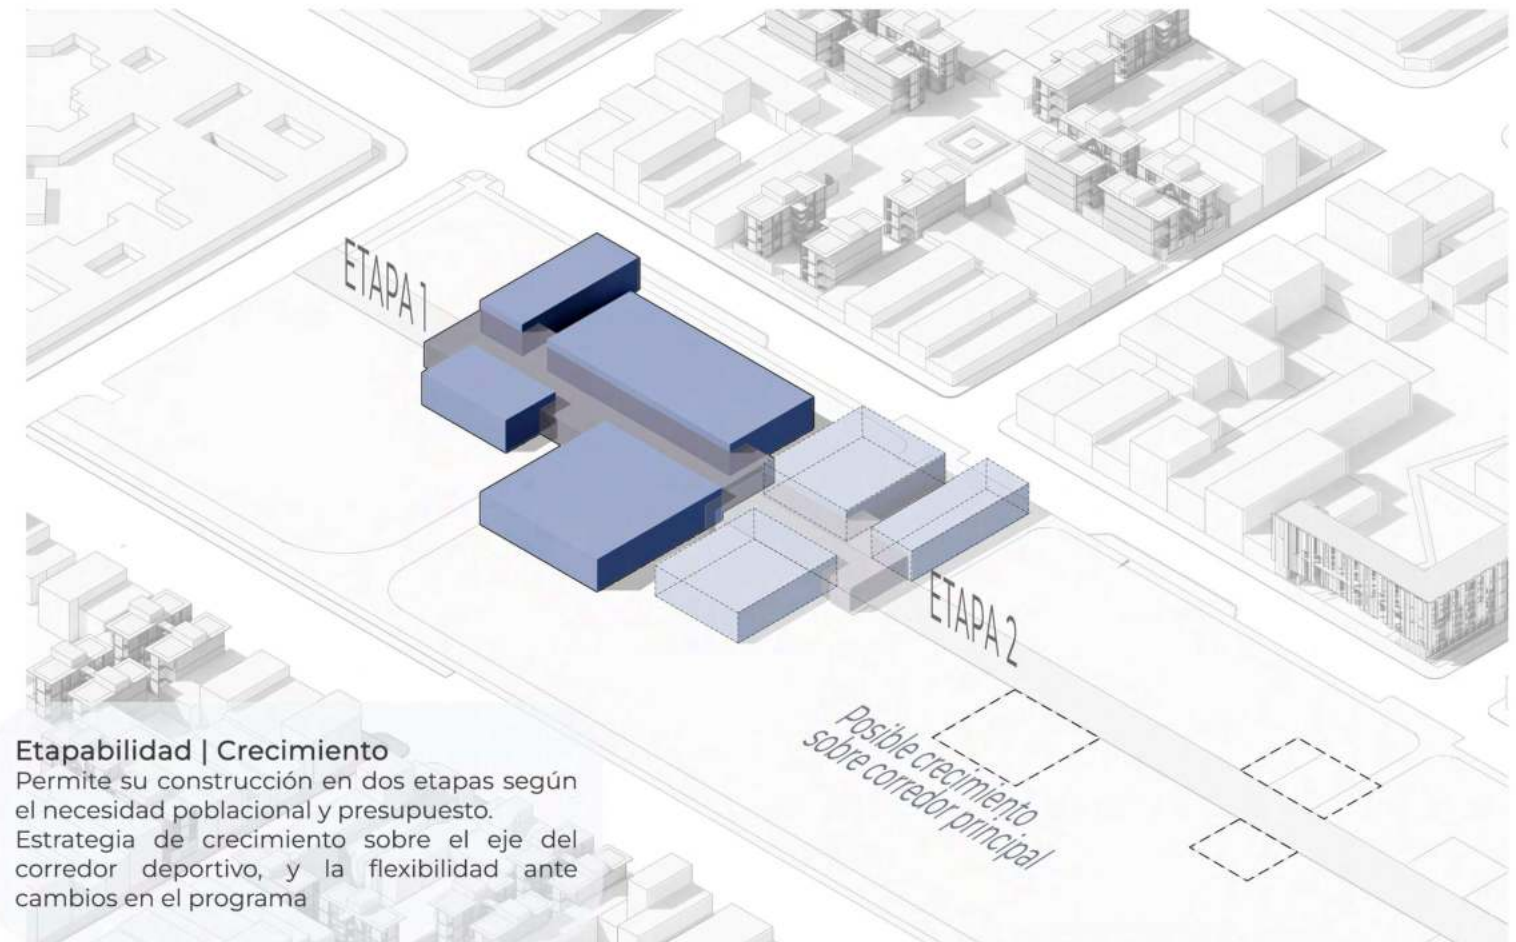 ETAPA 1
ETAPA 2
Posible crecimiento
sobre corredor principal
Etapabilidad | Crecimiento
Permite su construcción en dos etapas según
el necesidad poblacional y presupuesto.
Estrategia de crecimiento sobre el eje del
corredor deportivo, y la flexibilidad ante
cambios en el programa